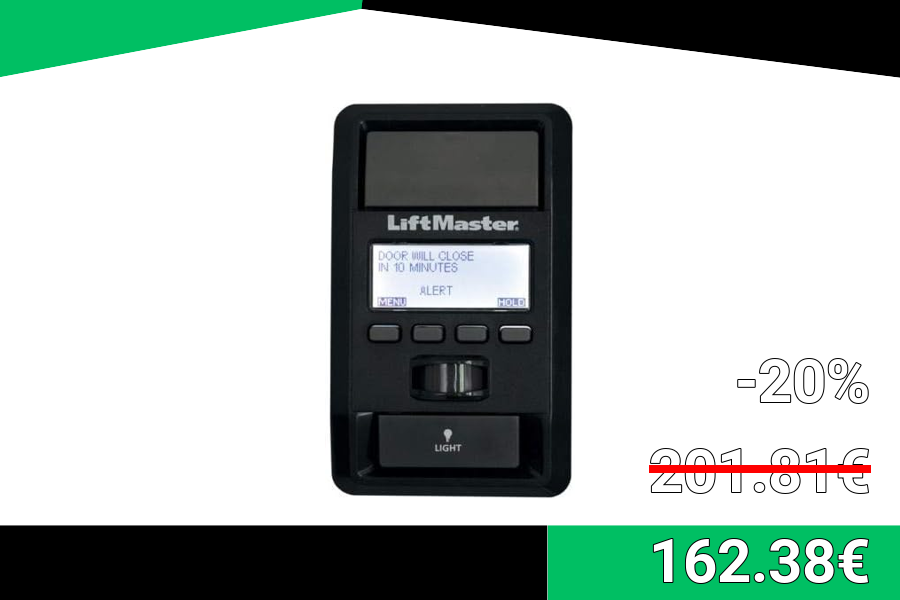 LiftMaster.
DOOR WILL CLOSE
IN 10 MINUTES
ALERT
MENU HOLD
LIGHT
-20%
201.81€
162.38€